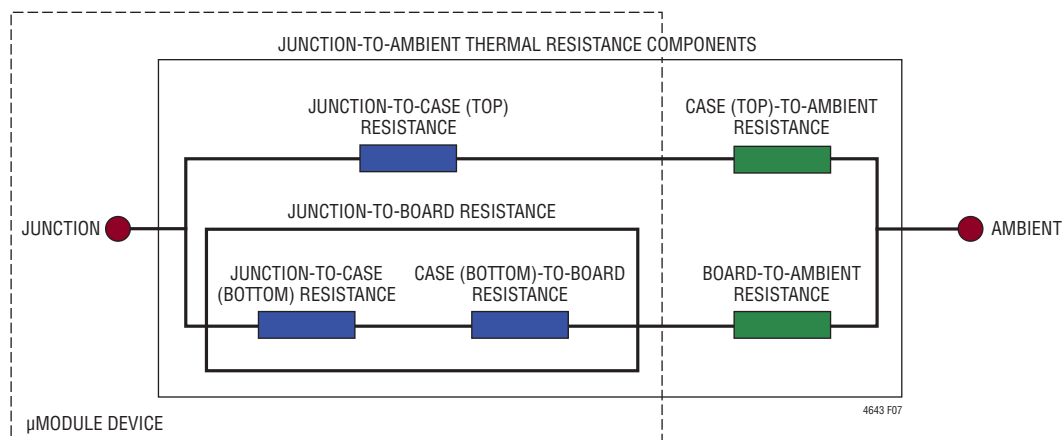 JUNCTION-TO-AMBIENT THERMAL RESISTANCE COMPONENTS
JUNCTION-TO-CASE (TOP)
RESISTANCE
CASE (TOP)-TO-AMBIENT
RESISTANCE
JUNCTION-TO-BOARD RESISTANCE
JUNCTION
AMBIENT
JUNCTION-TO-CASE
(BOTTOM) RESISTANCE
CASE (BOTTOM)-TO-BOARD
RESISTANCE
BOARD-TO-AMBIENT
RESISTANCE
4643 F07
µMODULE DEVICE